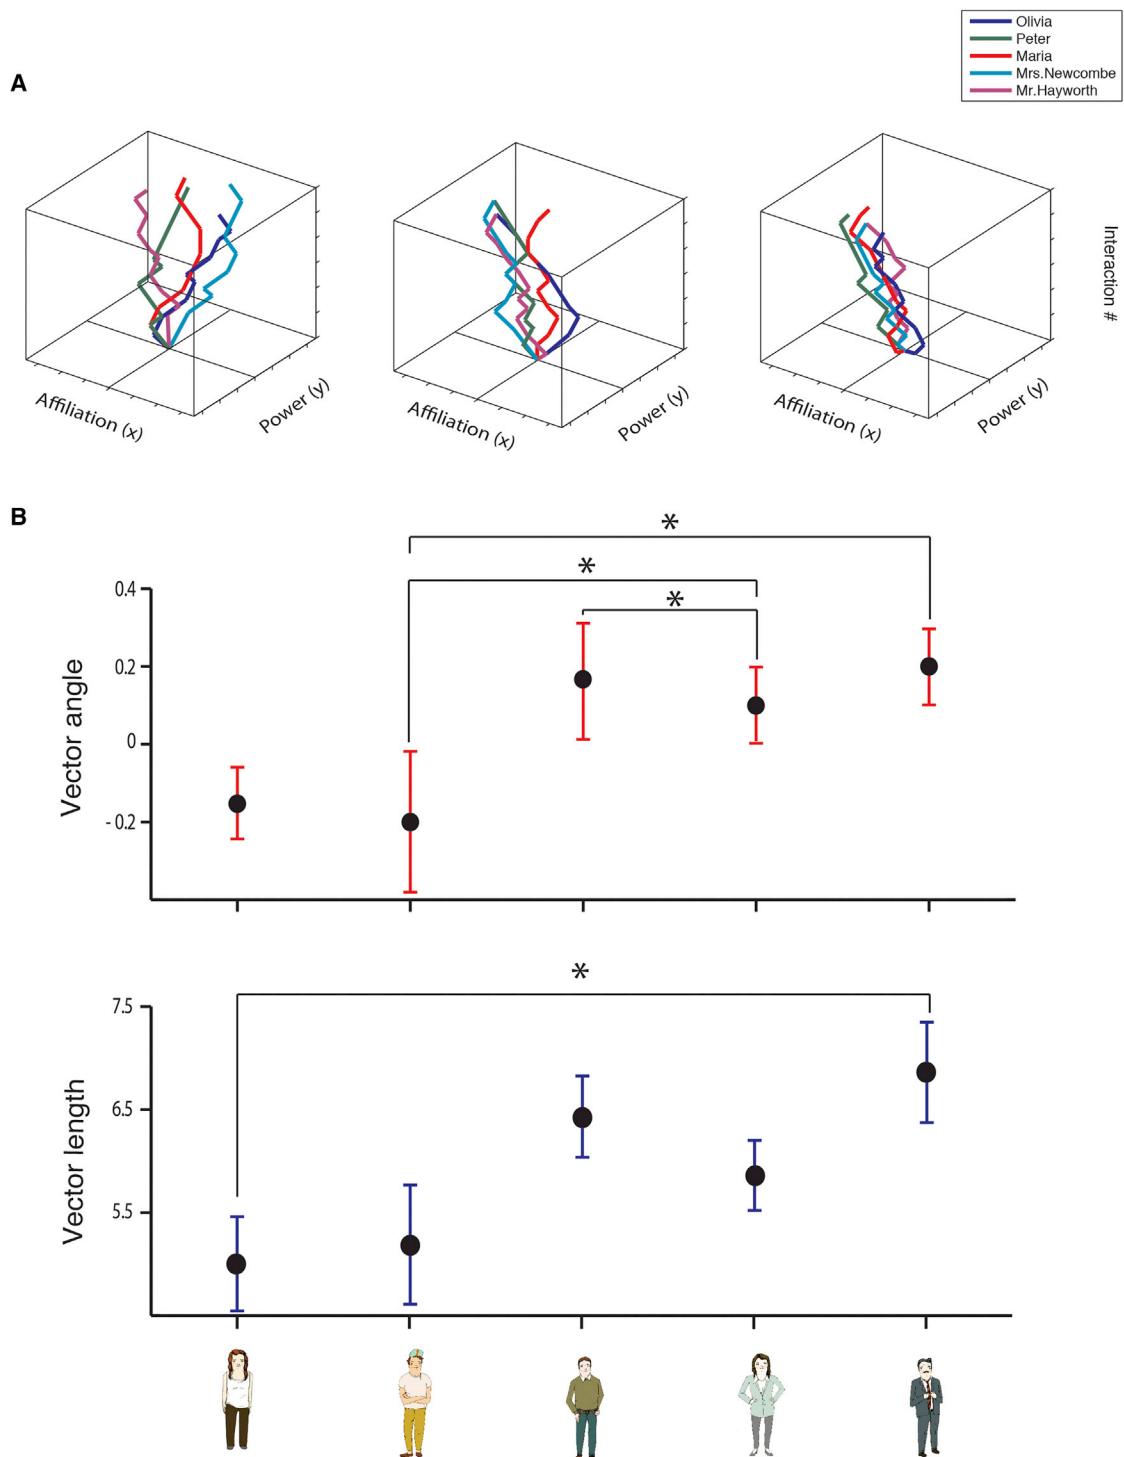 Olivia
Peter
Maria
Mrs.Newcombe
Mr.Hayworth
A
Interaction #
Affiliation (x)
Power (y)
Affiliation (x)
Power (y)
Affiliation (x)
Power (y)
B
*
*
*
0.4
0.2
0
- 0.2
Vector angle
*
7.5
6.5
5.5
Vector length